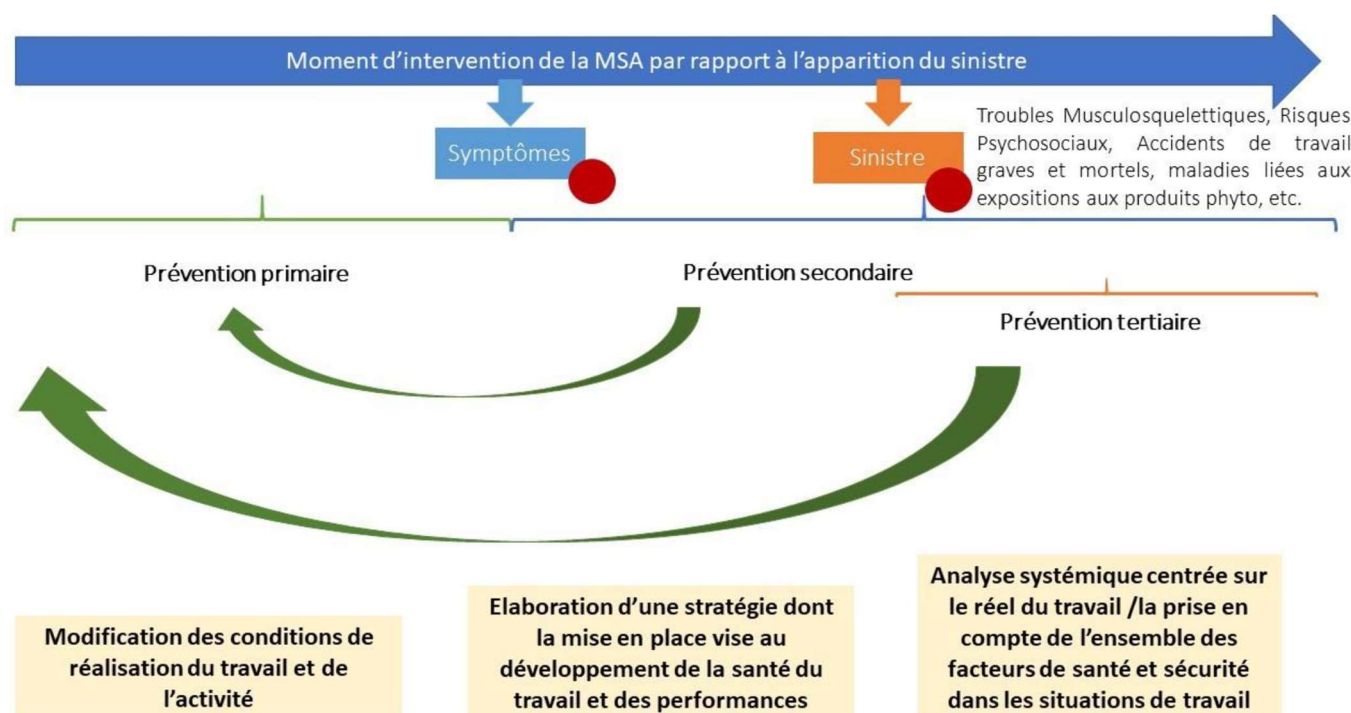 Moment d’intervention de la MSA par rapport à l’apparition du sinistre
Symptômes
Sinistre
Troubles Musculosquelettiques, Risques
Psychosociaux, Accidents de travail
graves et mortels, maladies liées aux
expositions aux produits phyto, etc.
Prévention primaire
Prévention secondaire
Prévention tertiaire
Modification des conditions de
réalisation du travail et de
l’activité
Elaboration d’une stratégie dont
la mise en place vise au
développement de la santé du
travail et des performances
Analyse systémique centrée sur
le réel du travail /la prise en
compte de l’ensemble des
facteurs de santé et sécurité
dans les situations de travail